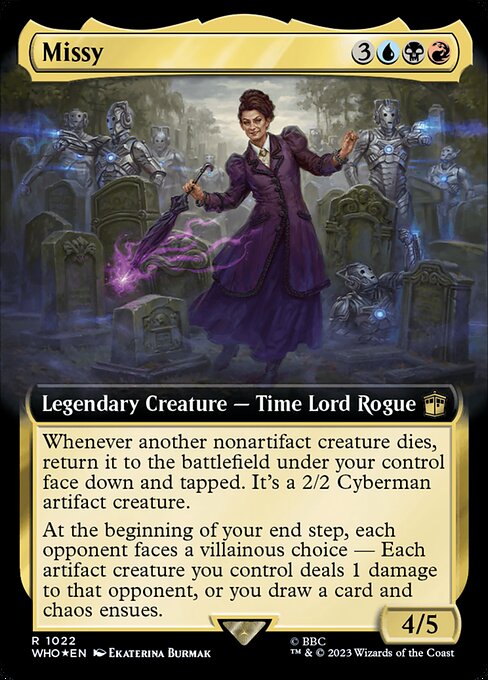 Missy
3
Legendary Creature — Time Lord Rogue
Whenever another nonartifact creature dies,
return it to the battlefield under your control
face down and tapped. It's a 2/2 Cyberman
artifact creature.
At the beginning of your end step, each
opponent faces a villainous choice — Each
artifact creature you control deals 1 damage
to that opponent, or you draw a card and
chaos ensues.
4/5
R 1022
WHO★EN Ekaterina Burmak
© BBC
™ & © 2023 Wizards of the Coast